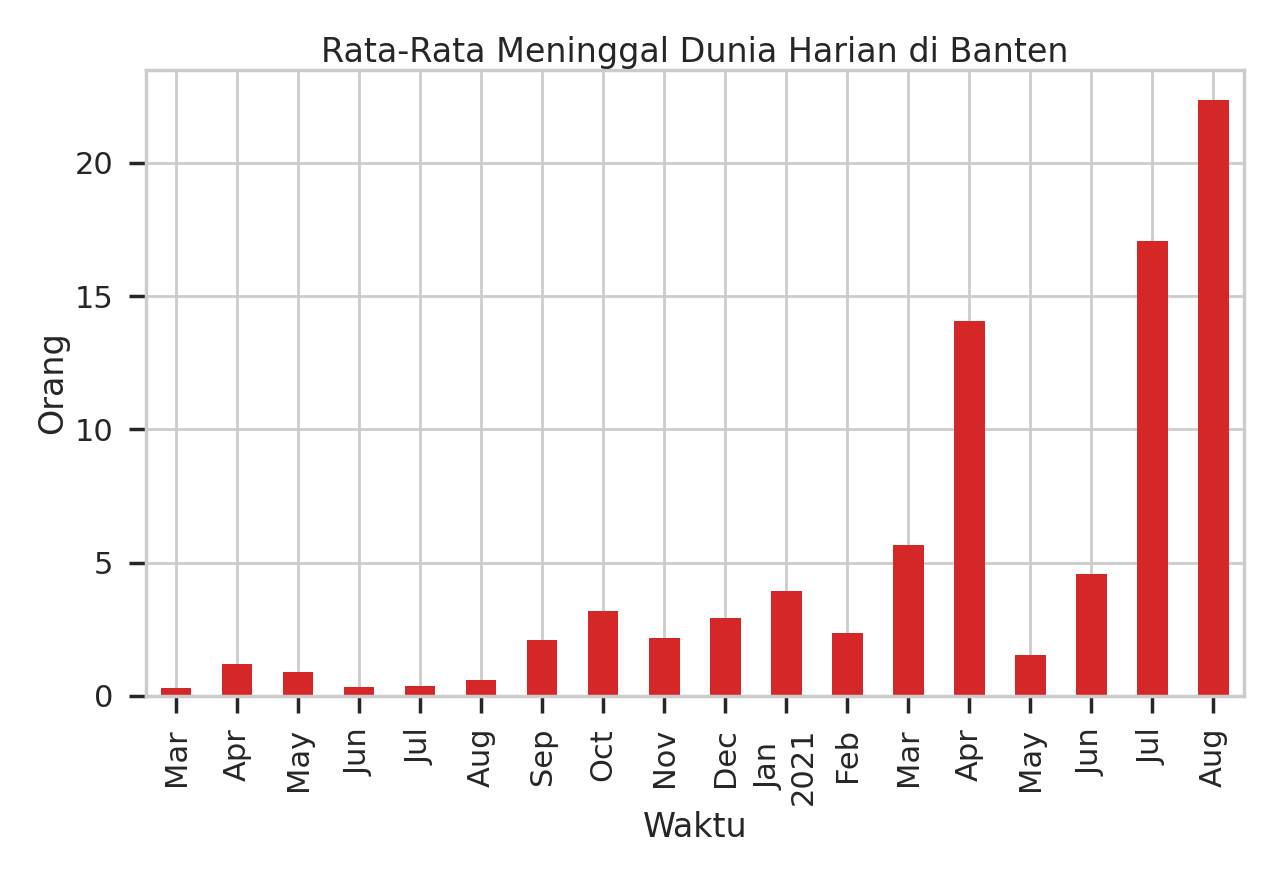 Rata-Rata Meninggal Dunia Harian di Banten
Orang
20
15
10
5
0
Mar
Apr
May
Jun
Jul
Aug
Sep
Oct
Nov
Dec
Jan
2021
Feb
Mar
Apr
May
Jun
Jul
Aug
Waktu